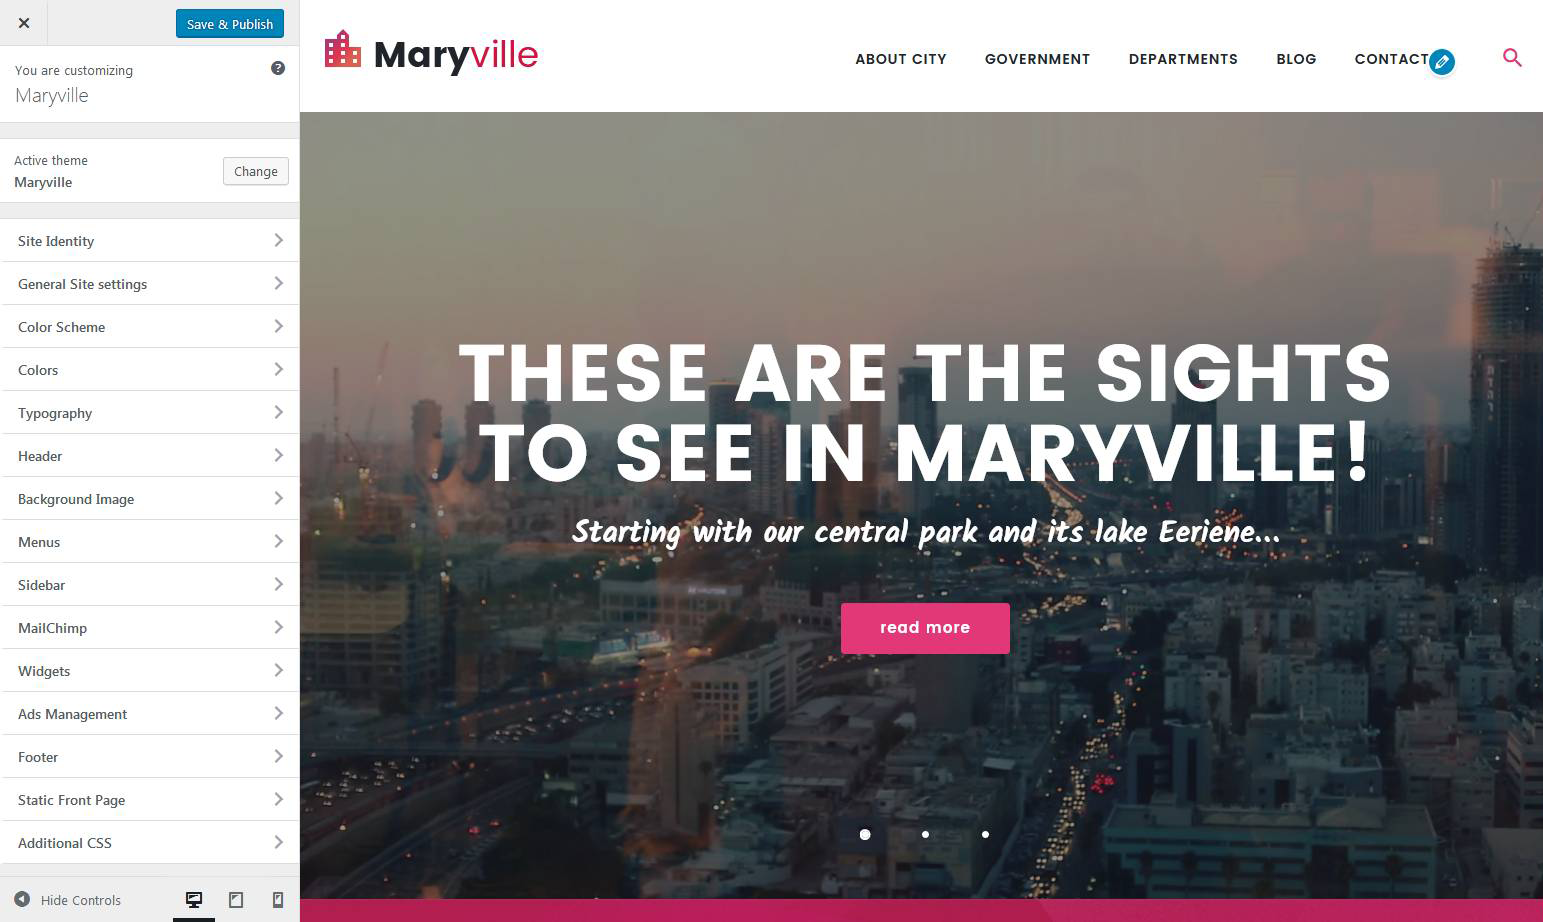 Save & Publish
You are customizing
Maryville
Active theme
Maryville
Change
Site Identity
General Site settings
Color Scheme
Colors
Typography
Header
Background Image
Menus
Sidebar
MailChimp
Widgets
Ads Management
Footer
Static Front Page
Additional CSS
Hide Controls
Maryville
ABOUT CITY GOVERNMENT DEPARTMENTS BLOG CONTACT
THESE ARE THE SIGHTS
TO SEE IN MARYVILLE!
Starting with our central park and its lake Eeriene...
read more